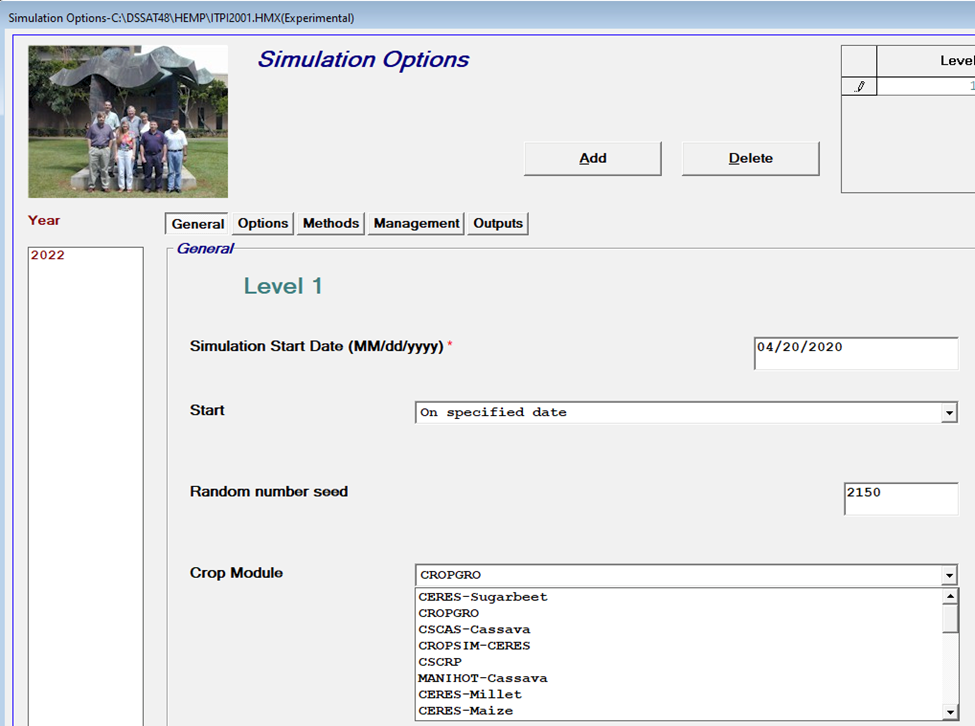 Simulation Options-C:\DSSAT48\HEMP\ITPI2001.HMX(Experimental)
Simulation Options
Level
1
Add Delete
Year
General Options Methods Management Outputs
2022
General
Level 1
Simulation Start Date (MM/dd/yyyy) *
04/20/2020
Start
On specified date
Random number seed
2150
Crop Module
CROPGRO
CERES-Sugarbeet
CROPGRO
CSCAS-Cassava
CROPSIM-CERES
CSCRP
MANIHOT-Cassava
CERES-Millet
CERES-Maize